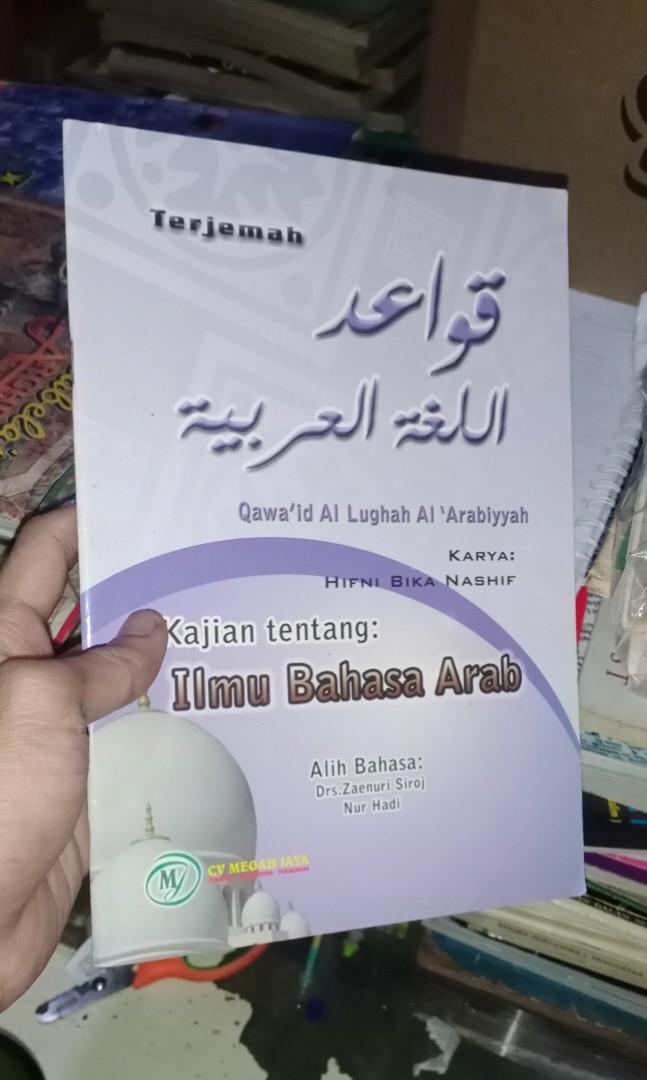 Terjemah
قواعد
اللغة العربية
Qawa'id Al Lughah Al 'Arabiyyah
KARYA:
HIFNI BIKA NASHIF
Kajian tentang:
Ilmu Bahasa Arab
Alih Bahasa:
Drs.Zaenuri Siroj
Nur Hadi
MJ
CV MEGAH JAYA